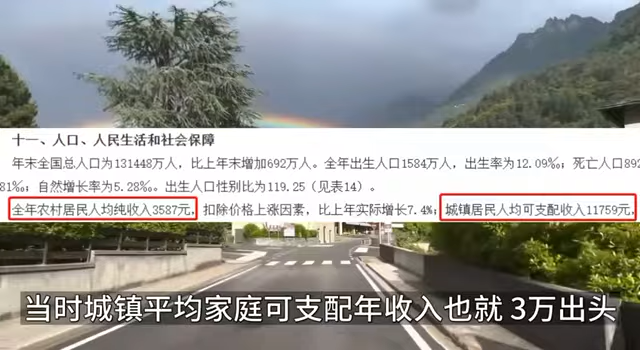 十一、人口、人民生活和社会保障
年末全国总人口为131448万人，比上年末增加692万人。全年出生人口1584万人，出生率为12.09‰；死亡人口892
81‰；自然增长率为5.28‰。出生人口性别比为119.25（见表14）。
全年农村居民人均纯收入3587元，扣除价格上涨因素，比上年实际增长7.4%；城镇居民人均可支配收入11759元，
当时城镇平均家庭可支配年收入也就 3万出头